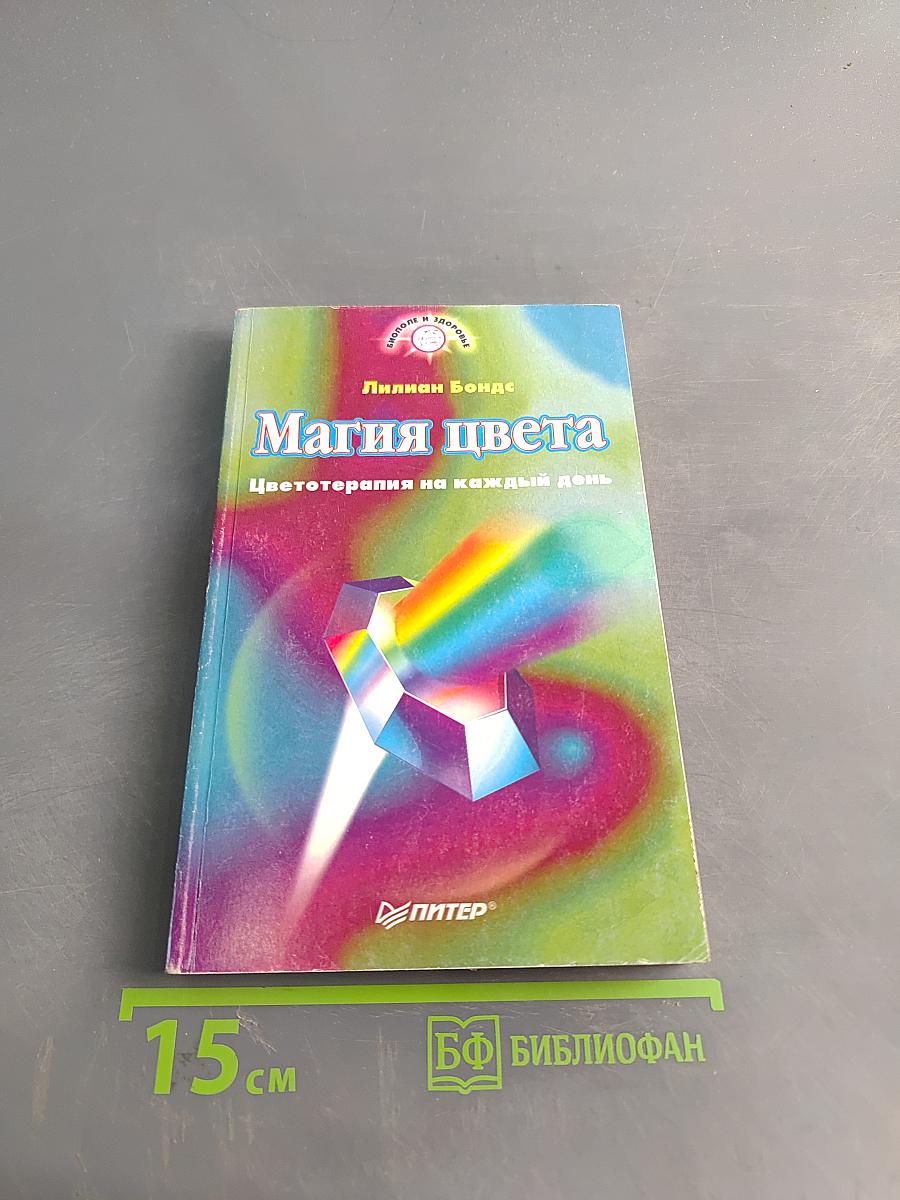 БИОПОЛЕ И ЗДОРОВЬЕ
Лилиан Бондс
Магия цвета
Цветотерапия на каждый день
ПИТЕР®
15 см
БФ БИБЛИОФАН